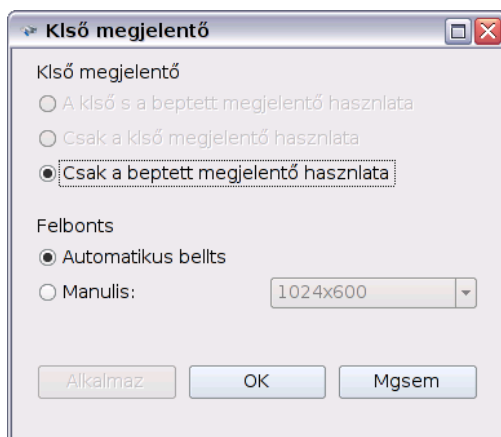 Klső megjelentő
Klső megjelentő
A klső s a beptett megjelentő hasznlata
Csak a klső megjelentő hasznlata
Csak a beptett megjelentő hasznlata
Felbonts
Automatikus bellts
Manulis: 1024x600
Alkalmaz OK Mgsem